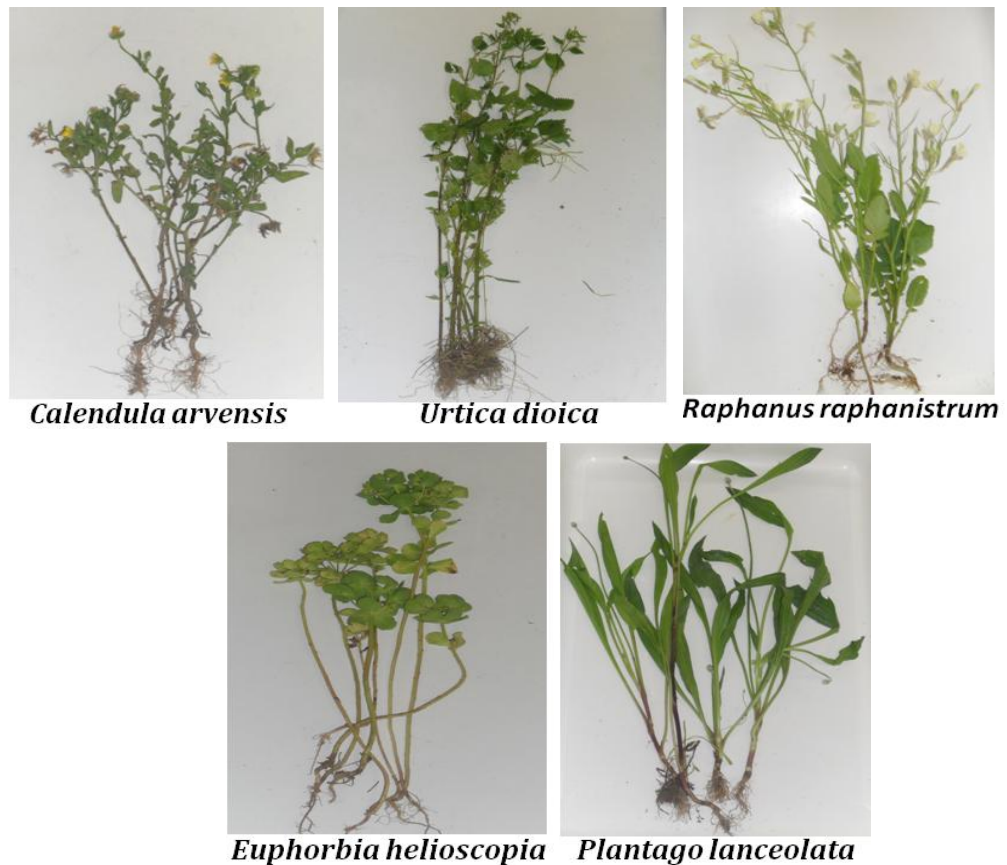 Calendula arvensis
Urtica dioica
Raphanus raphanistrum
Euphorbia helioscopia
Plantago lanceolata